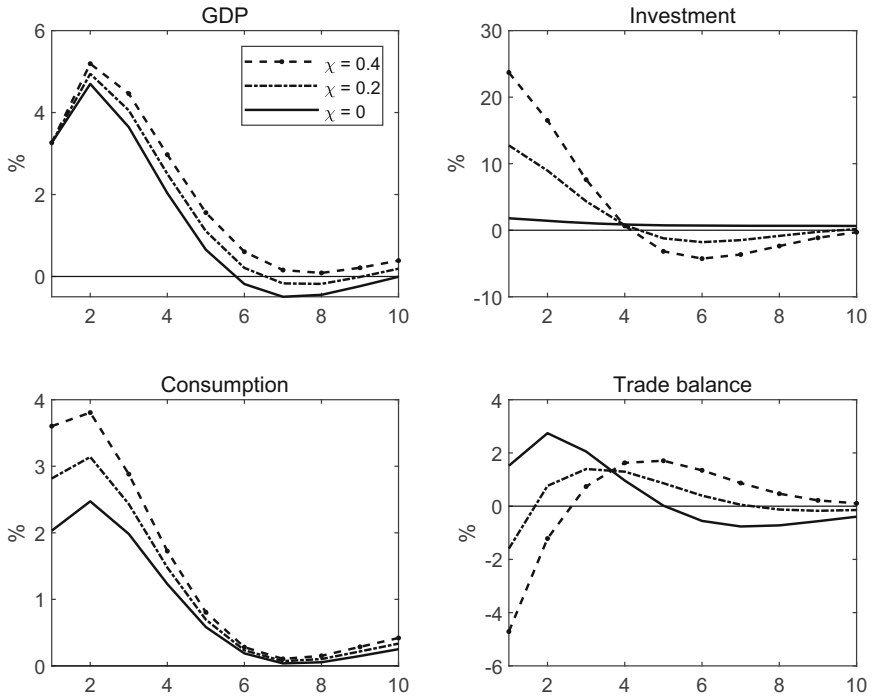 GDP
6
4
2
0
%
2 4 6 8 10
χ = 0.4
χ = 0.2
χ = 0
Investment
30
20
10
0
-10
%
2 4 6 8 10
Consumption
4
3
2
1
0
%
2 4 6 8 10
Trade balance
4
2
0
-2
-4
-6
%
2 4 6 8 10